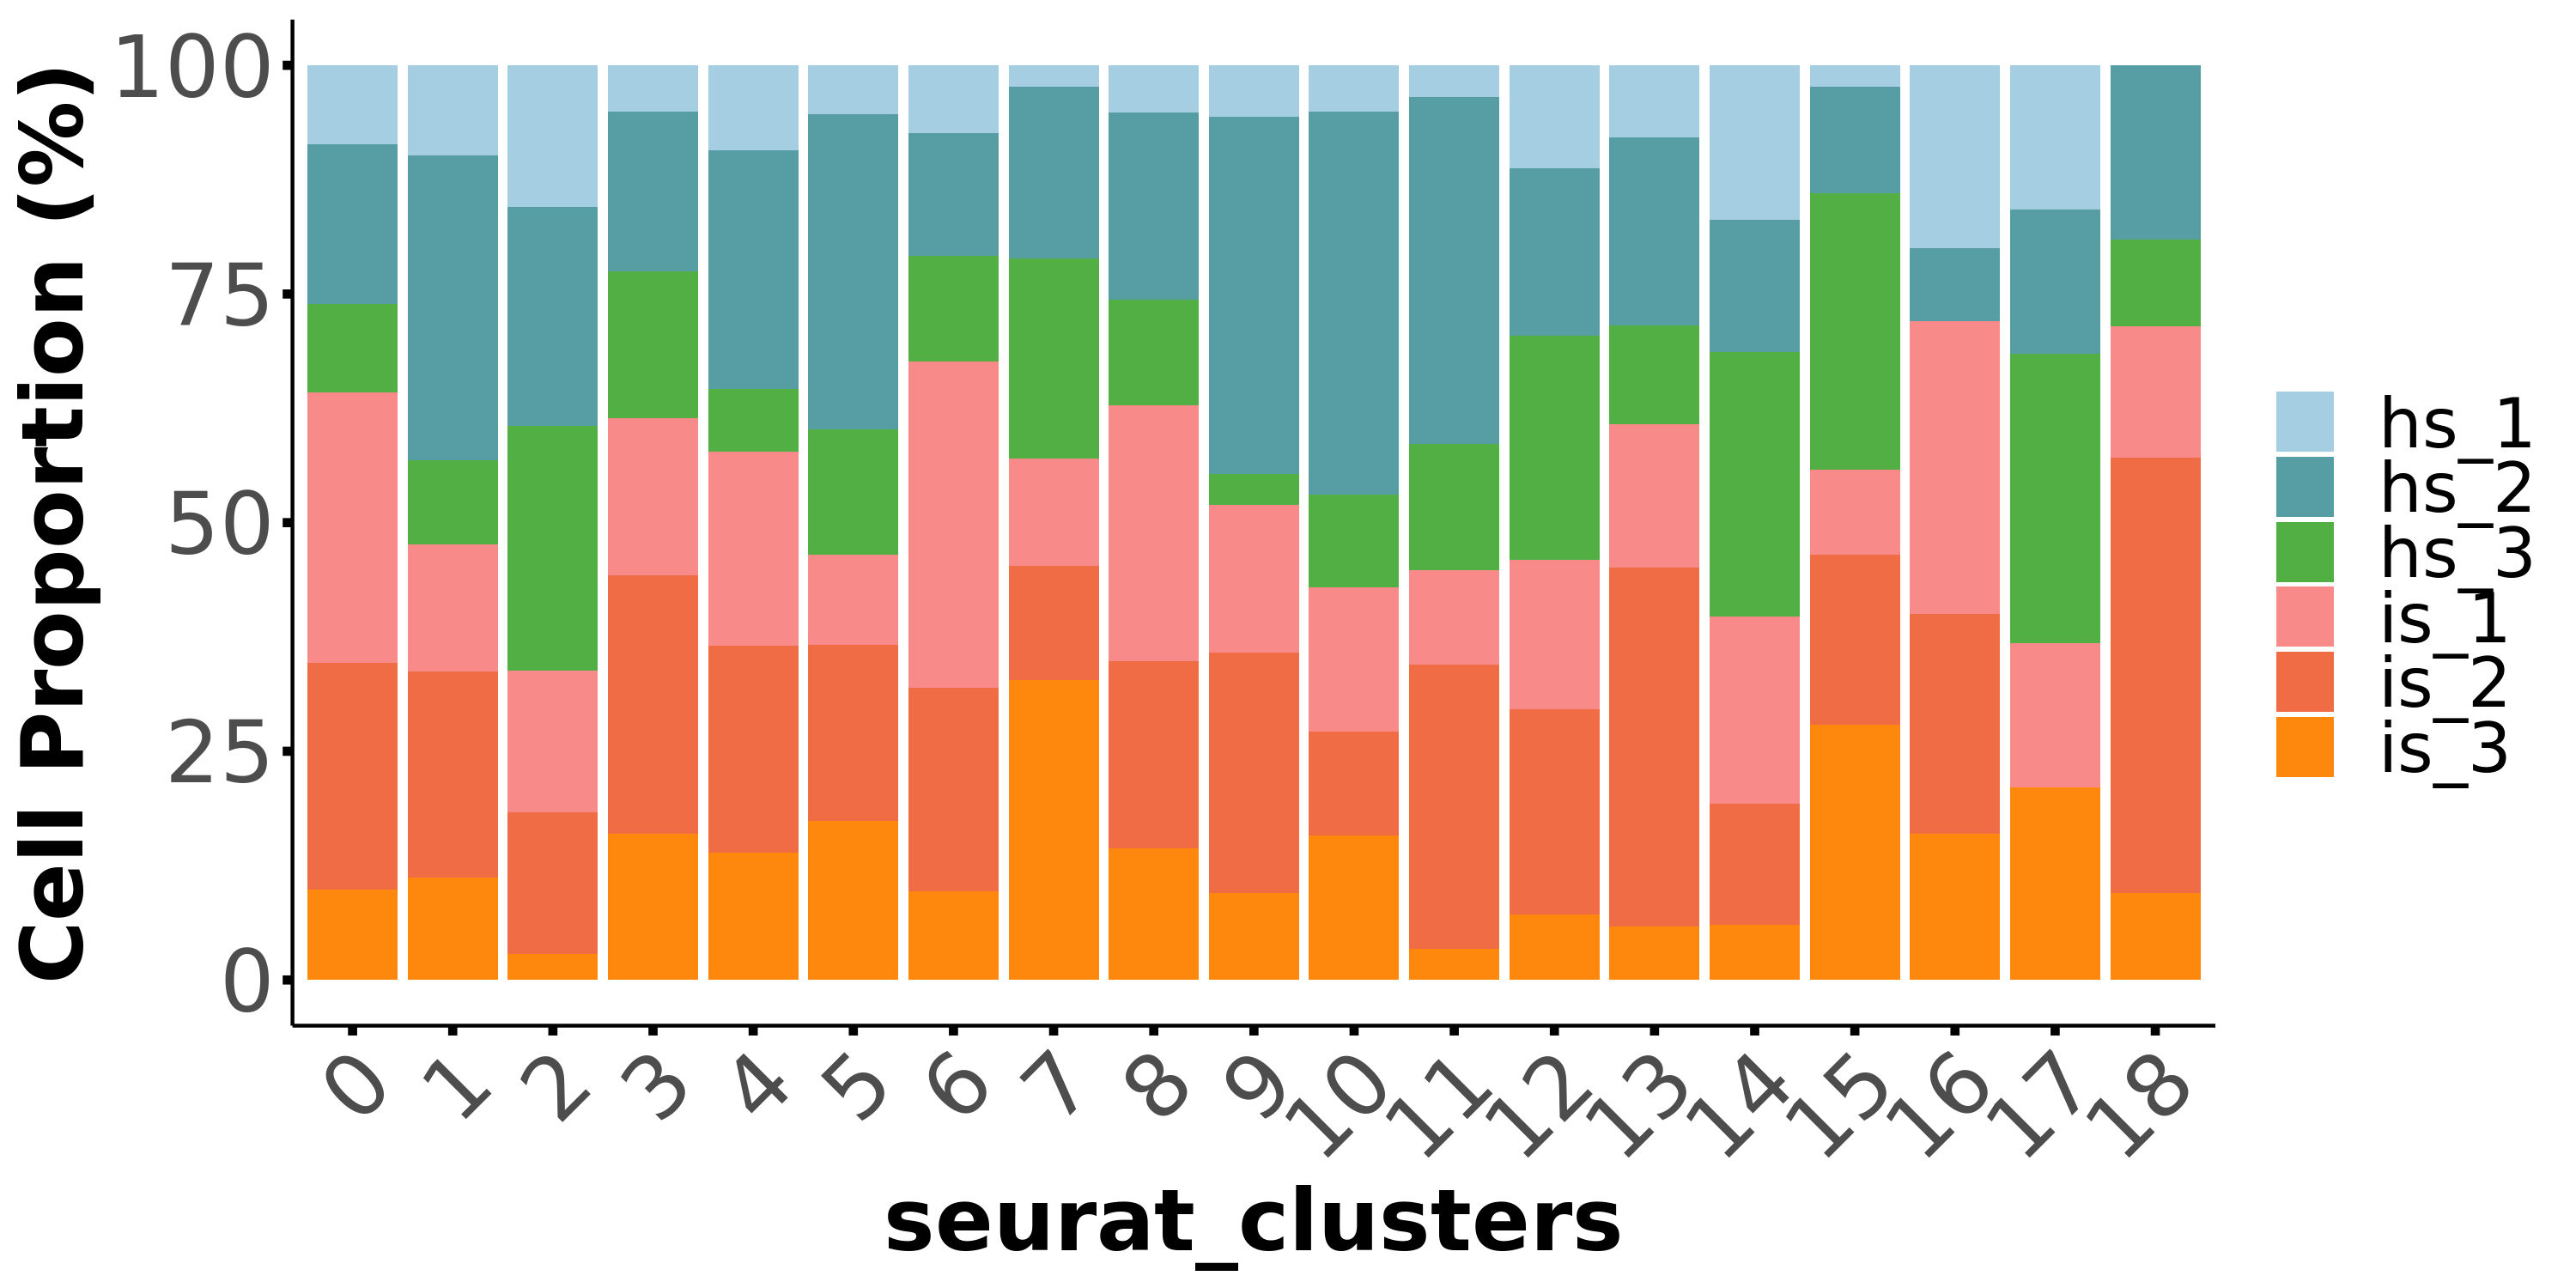 Cell Proportion (%)
100
75
50
25
0
0 1 2 3 4 5 6 7 8 9 10 11 12 13 14 15 16 17 18
seurat_clusters
hs_1
hs_2
hs_3
is_1
is_2
is_3